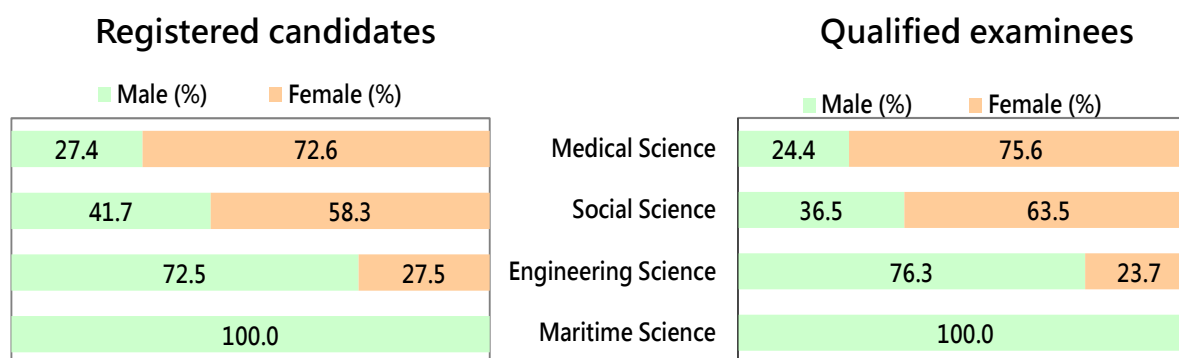 Registered candidates
Qualified examinees
Male (%) Female (%)
Male (%) Female (%)
27.4 72.6 Medical Science 24.4 75.6
41.7 58.3 Social Science 36.5 63.5
72.5 27.5 Engineering Science 76.3 23.7
100.0 Maritime Science 100.0